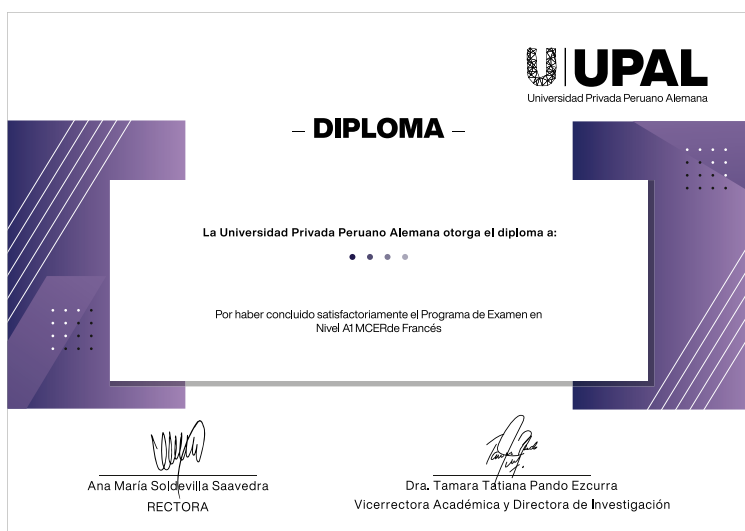 UPAL
Universidad Privada Peruano Alemana
– DIPLOMA –
La Universidad Privada Peruano Alemana otorga el diploma a:
Por haber concluido satisfactoriamente el Programa de Examen en
Nivel A1 MCERde Francés
Ana María Soldevilla Saavedra
RECTORA
Dra. Tamara Tatiana Pando Ezcurra
Vicerrectora Académica y Directora de Investigación